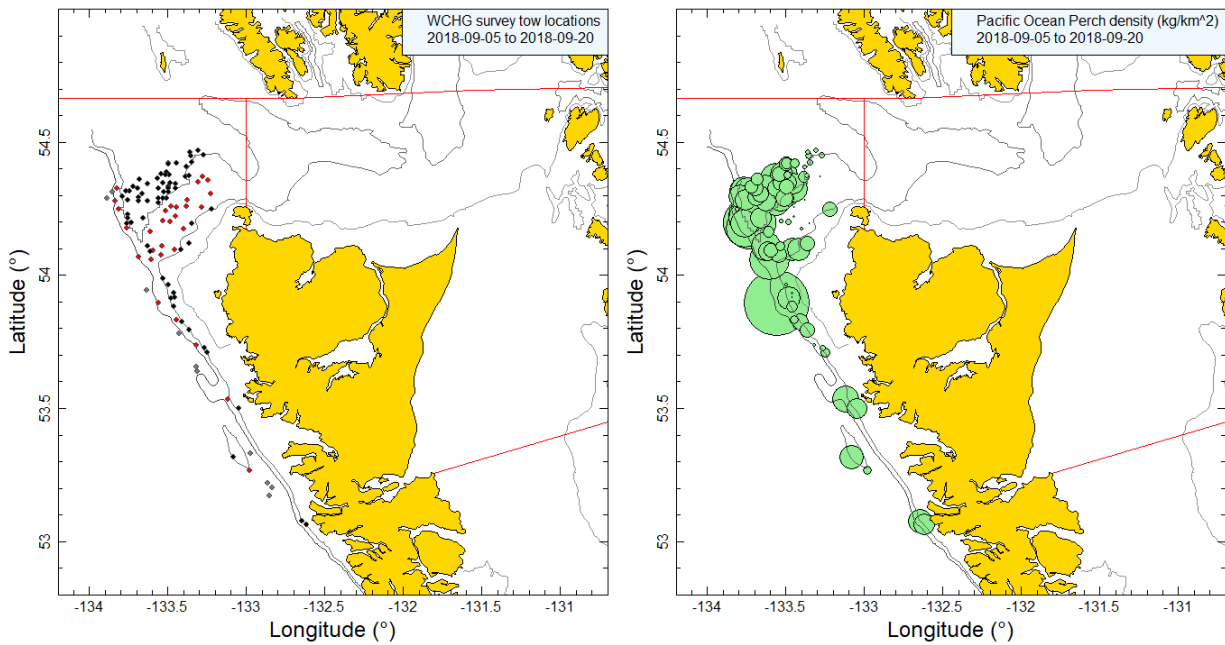 WCHG survey tow locations
2018-09-05 to 2018-09-20
54.5
54
53.5
53
Latitude (°)
-134
-133.5
-133
-132.5
-132
-131.5
-131
Longitude (°)
Pacific Ocean Perch density (kg/km^2)
2018-09-05 to 2018-09-20
54.5
54
53.5
53
Latitude (°)
-134
-133.5
-133
-132.5
-132
-131.5
-131
Longitude (°)